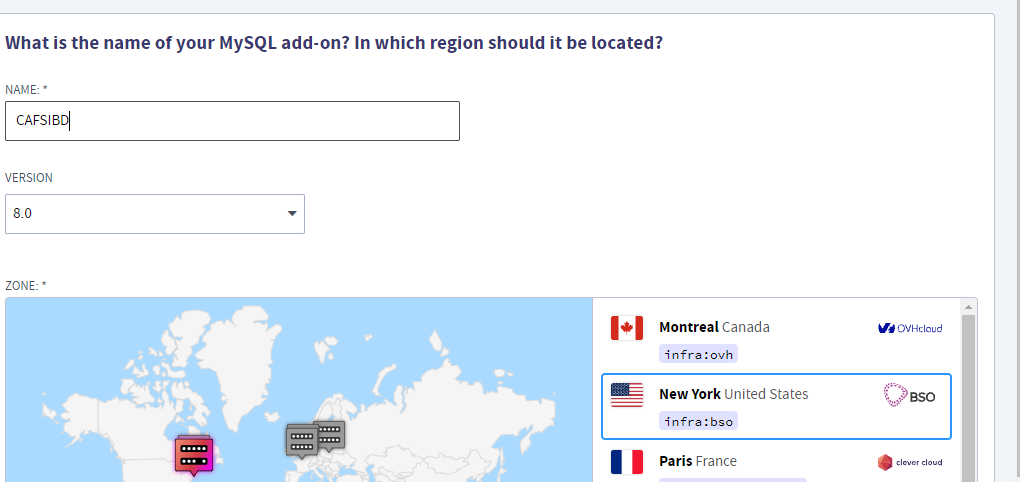 What is the name of your MySQL add-on? In which region should it be located?
NAME: *
CAFSIBD
VERSION
8.0
ZONE: *
Montreal Canada
OVHcloud
infra:ovh
New York United States
BSO
infra:bso
Paris France
clever cloud